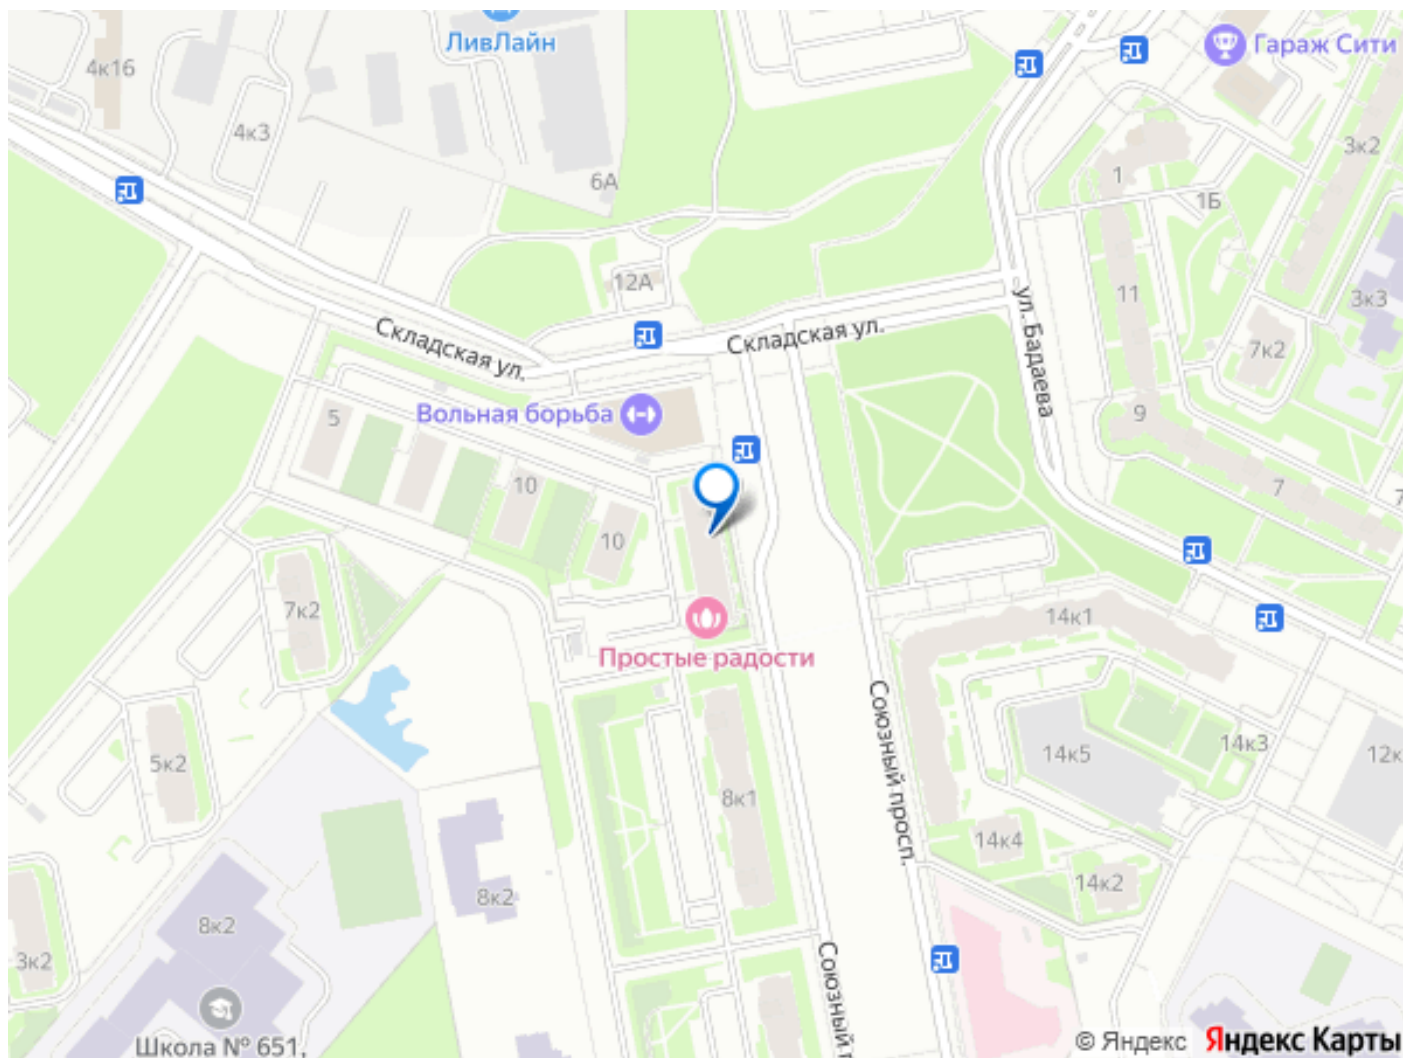 ЛивЛайн
Гараж Сити
4к16
4к3
6А
3к2
1
1Б
12А
11
3к3
Складская ул.
Складская ул.
ул. Бадаева
7к2
Вольная борьба
5
9
10
7
7
10
7к2
14к1
Простые радости
Союзный просп.
5к2
8к1
14к5
14к3
12к
14к4
14к2
8к2
8к2
3к2
Союзный п
Школа № 651,
© Яндекс Яндекс Карты